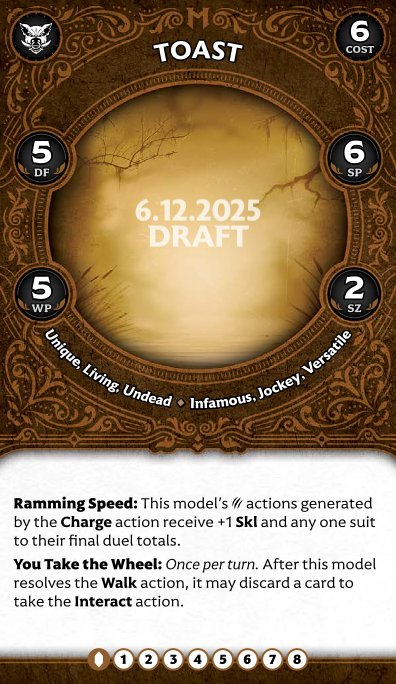 M
TOAST
6
COST
5
DF
6
SP
6.12.2025
DRAFT
5
WP
2
SZ
Unique, Living, Undead ◆ Infamous, Jockey, Versatile
Ramming Speed: This model's actions generated
by the Charge action receive +1 Skl and any one suit
to their final duel totals.
You Take the Wheel: Once per turn. After this model
resolves the Walk action, it may discard a card to
take the Interact action.
1 2 3 4 5 6 7 8